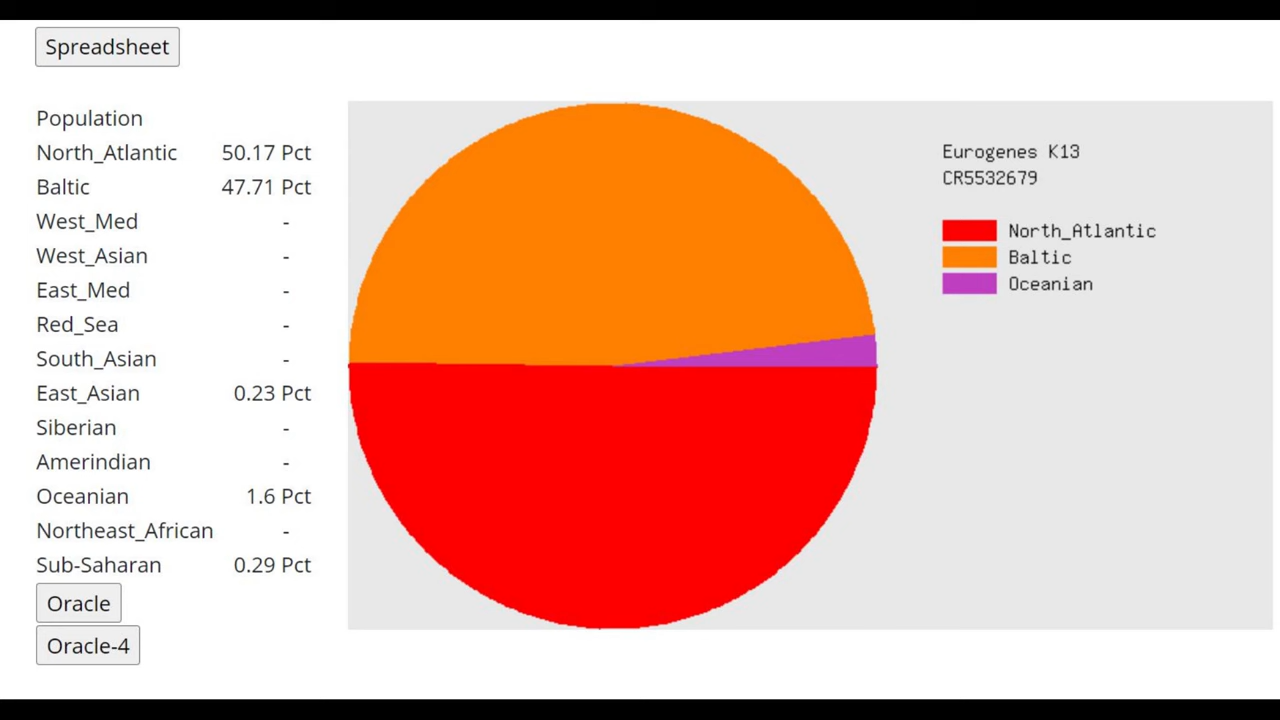 Spreadsheet
Population
North_Atlantic 50.17 Pct
Baltic 47.71 Pct
West_Med -
West_Asian -
East_Med -
Red_Sea -
South_Asian -
East_Asian 0.23 Pct
Siberian -
Amerindian -
Oceanian 1.6 Pct
Northeast_African -
Sub-Saharan 0.29 Pct
Oracle
Oracle-4
Eurogenes K13
CR5532679
North_Atlantic
Baltic
Oceanian